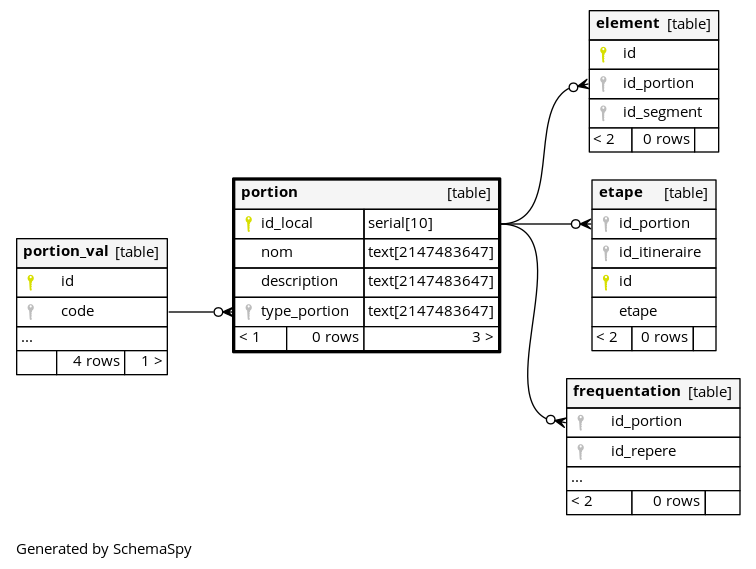 element [table]
id
id_portion
id_segment
< 2 0 rows
portion [table]
id_local serial[10]
nom text[2147483647]
description text[2147483647]
type_portion text[2147483647]
< 1 0 rows 3 >
etape [table]
id_portion
id_itineraire
id
etape
< 2 0 rows
portion_val [table]
id
code
...
4 rows 1 >
frequentation [table]
id_portion
id_repere
...
< 2 0 rows
Generated by SchemaSpy